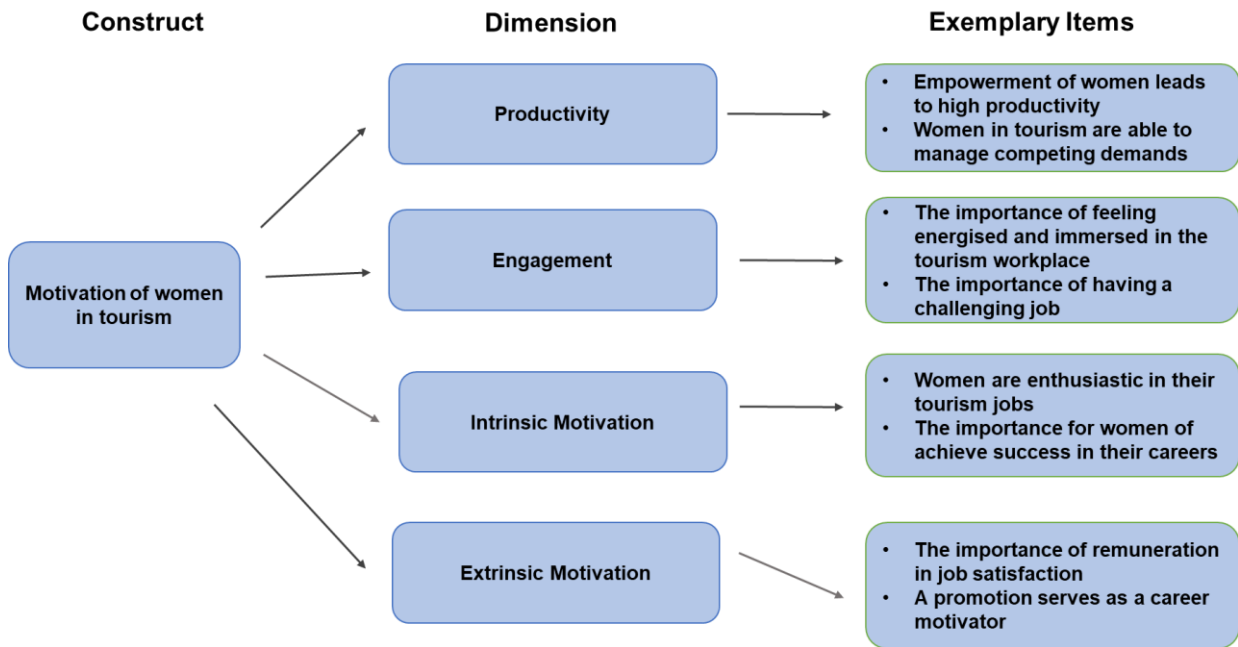 Construct
Dimension
Exemplary Items
Motivation of women
in tourism
Productivity
• Empowerment of women leads
to high productivity
• Women in tourism are able to
manage competing demands
Engagement
• The importance of feeling
energised and immersed in the
tourism workplace
• The importance of having a
challenging job
Intrinsic Motivation
• Women are enthusiastic in their
tourism jobs
• The importance for women of
achieve success in their careers
Extrinsic Motivation
• The importance of remuneration
in job satisfaction
• A promotion serves as a career
motivator